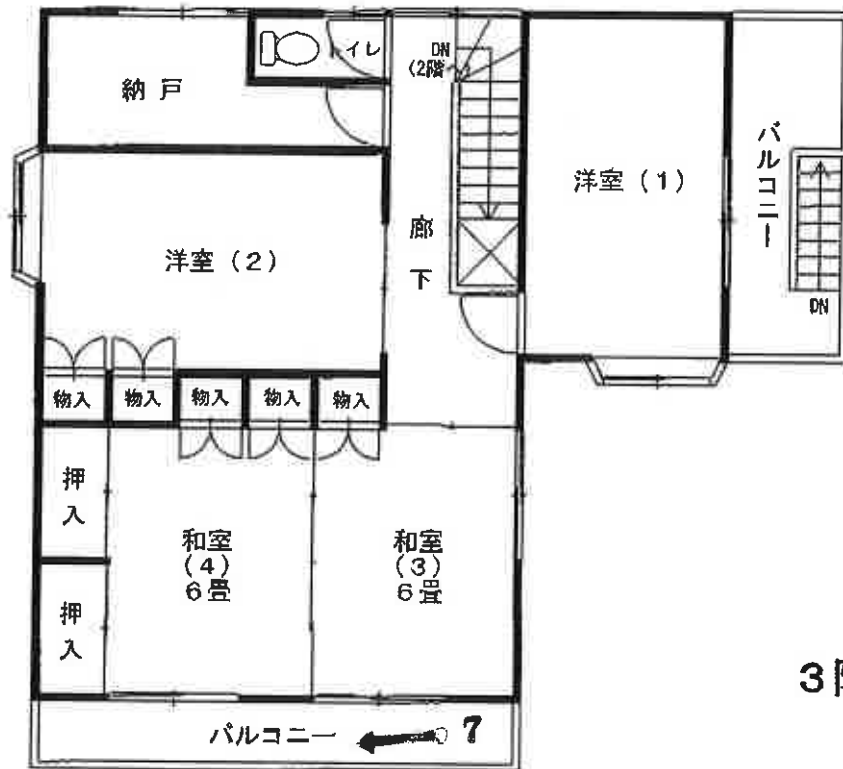 トイレ
DN
(2階へ
納戸
洋室(1)
バルコニー
DN
洋室(2)
廊下
物入
物入
物入
物入
物入
押入
和室
(4)
6畳
和室
(3)
6畳
押入
バルコニー
7
3階